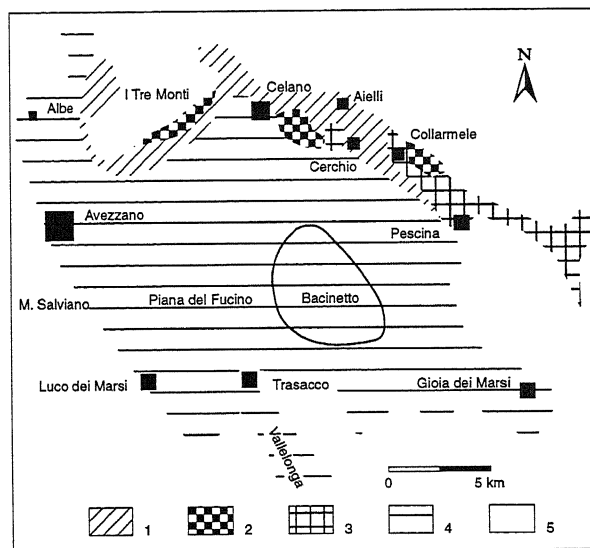 N
Celano
I Tre Monti
Aielli
Albe
Collarmele
Cerchio
Avezzano
Pescina
M. Salviano
Piana del Fucino
Bacinetto
Luco dei Marsi
Trasacco
Gioia dei Marsi
Vallelonga
0 5 km
1 2 3 4 5